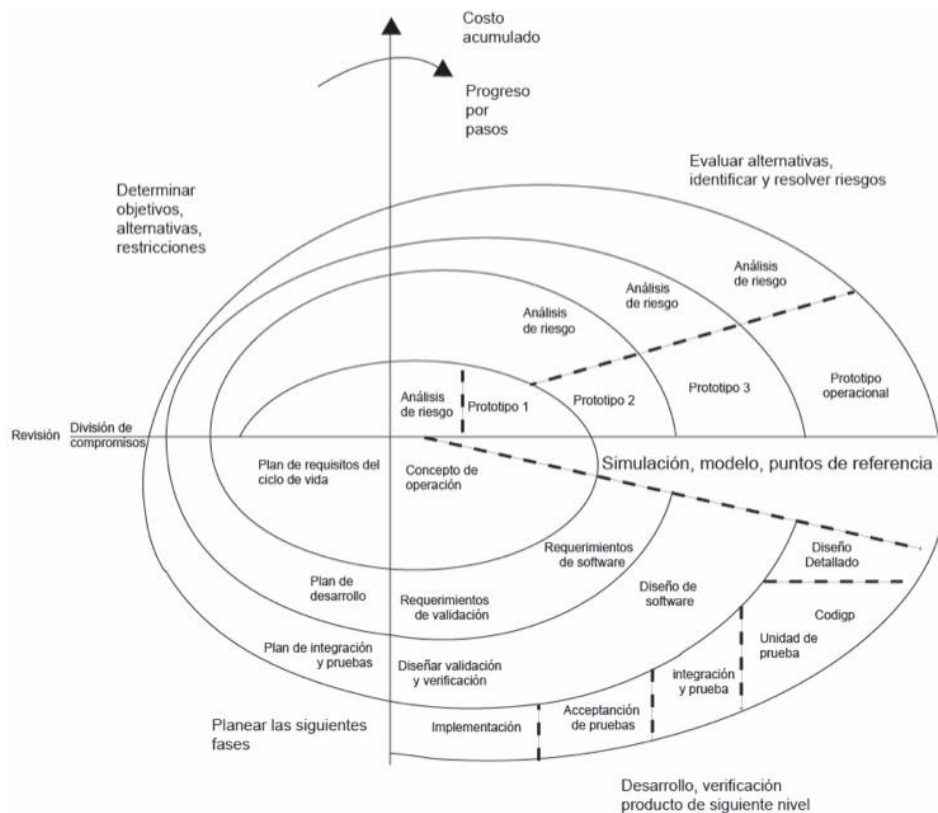 Costo
acumulado
Progreso
por
pasos
Determinar
objetivos,
alternativas,
restricciones
Evaluar alternativas,
identificar y resolver riesgos
Análisis
de riesgo
Análisis
de riesgo
Análisis
de riesgo
Análisis
de riesgo
Prototipo 1
Prototipo 2
Prototipo 3
Prototipo
operacional
Revisión
División de
compromisos
Simulación, modelo, puntos de referencia
Plan de requisitos del
ciclo de vida
Concepto de
operación
Requerimientos
de software
Diseño
Detallado
Plan de
desarrollo
Requerimientos
de validación
Diseño de
software
Codigp
Unidad de
prueba
Plan de integración
y pruebas
Diseñar validación
y verificación
integración
y prueba
Planear las siguientes
fases
Implementación
Acceptanción
de pruebas
Desarrollo, verificación
producto de siguiente nivel